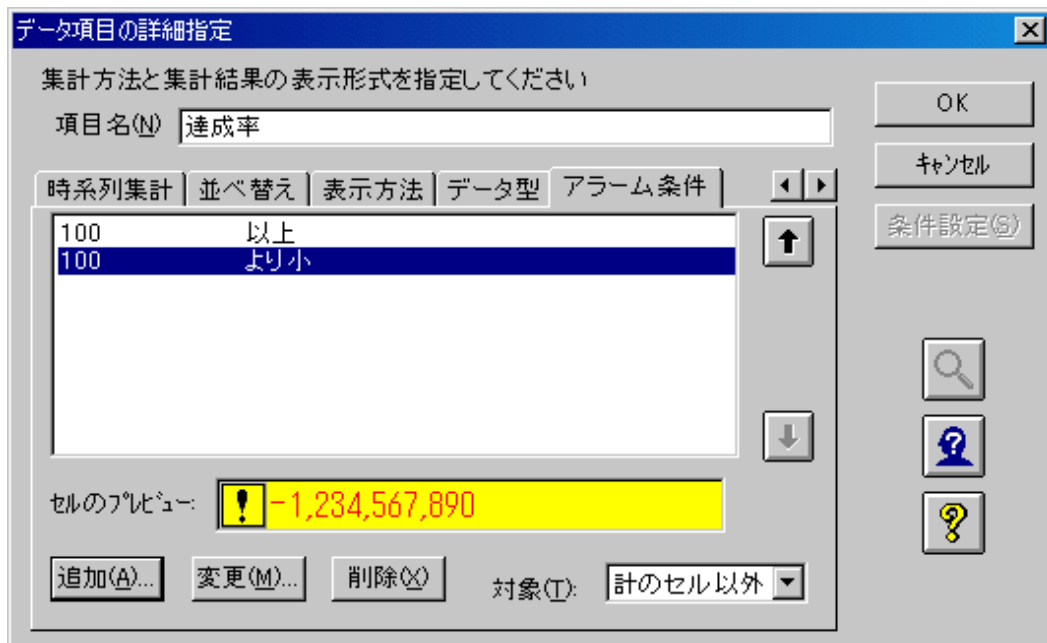 データ項目の詳細指定
集計方法と集計結果の表示形式を指定してください
項目名(N) 達成率
OK
キャンセル
条件設定(S)
時系列集計 並べ替え 表示方法 データ型 アラーム条件
100 以上
100 より小
セルのプレビュー: ! -1,234,567,890
追加(A)... 変更(M)... 削除(X) 対象(T): 計のセル以外